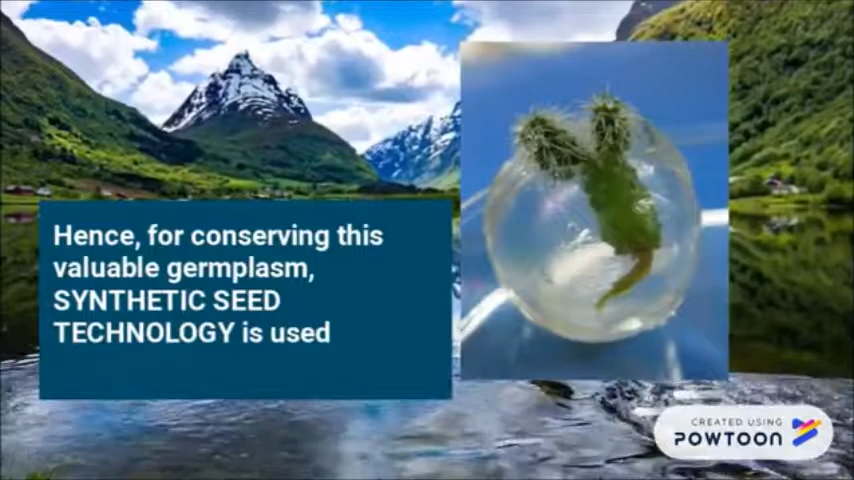 Hence, for conserving this
valuable germplasm,
SYNTHETIC SEED
TECHNOLOGY is used
CREATED USING
POWTOON